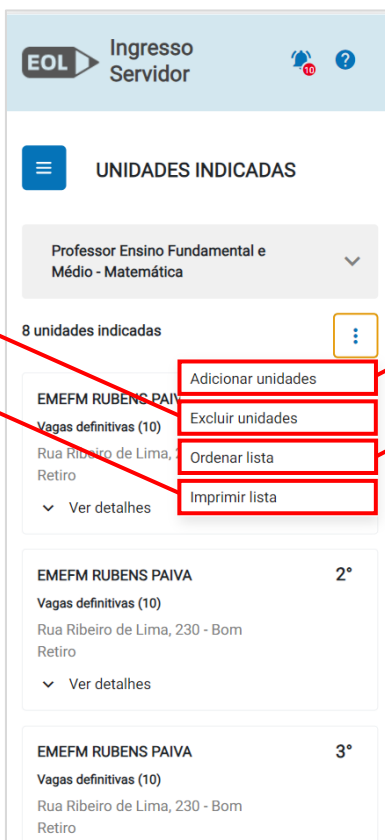 EOL
Ingresso
Servidor
10
?
UNIDADES INDICADAS
Professor Ensino Fundamental e
Médio - Matemática
8 unidades indicadas
Adicionar unidades
Excluir unidades
Ordenar lista
Imprimir lista
EMEFM RUBENS PAIVA
Vagas definitivas (10)
Rua Ribeiro de Lima, 2
Retiro
Ver detalhes
EMEFM RUBENS PAIVA
2°
Vagas definitivas (10)
Rua Ribeiro de Lima, 230 - Bom
Retiro
Ver detalhes
EMEFM RUBENS PAIVA
3°
Vagas definitivas (10)
Rua Ribeiro de Lima, 230 - Bom
Retiro